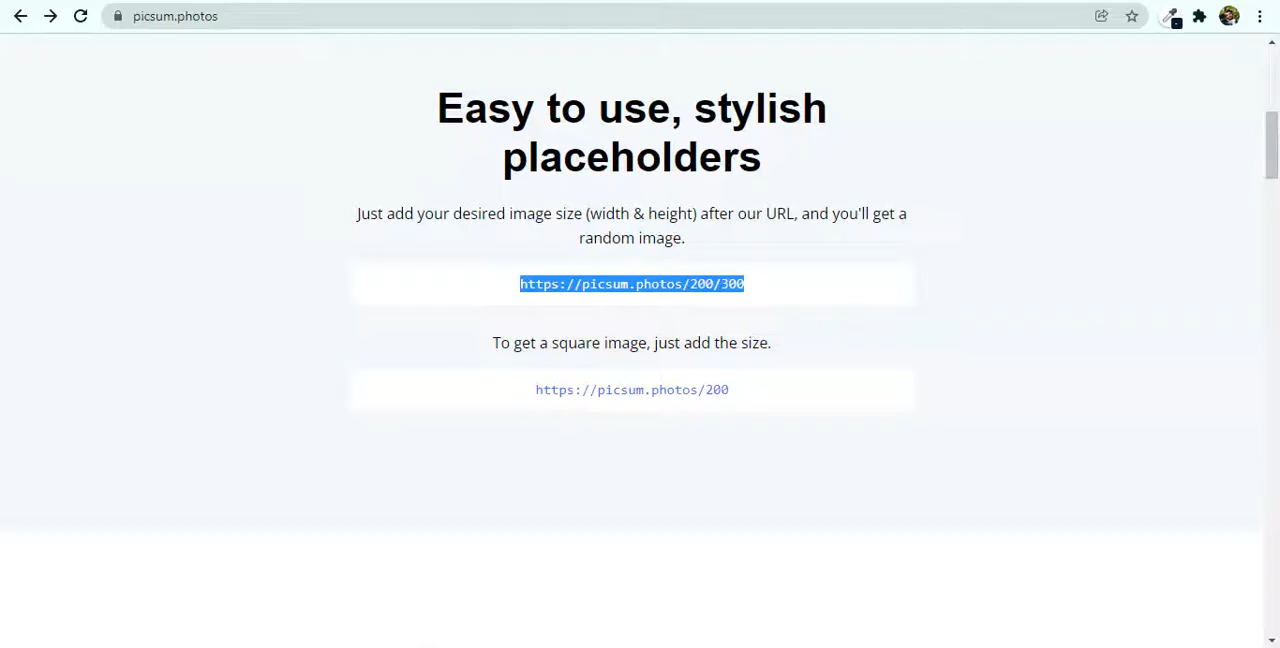 picsum.photos
Easy to use, stylish
placeholders
Just add your desired image size (width & height) after our URL, and you'll get a
random image.
https://picsum.photos/200/300
To get a square image, just add the size.
https://picsum.photos/200